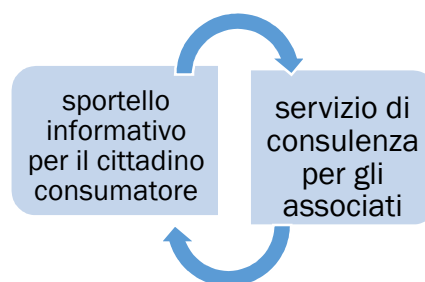 sportello
informativo
per il cittadino
consumatore
servizio di
consulenza
per gli
associati